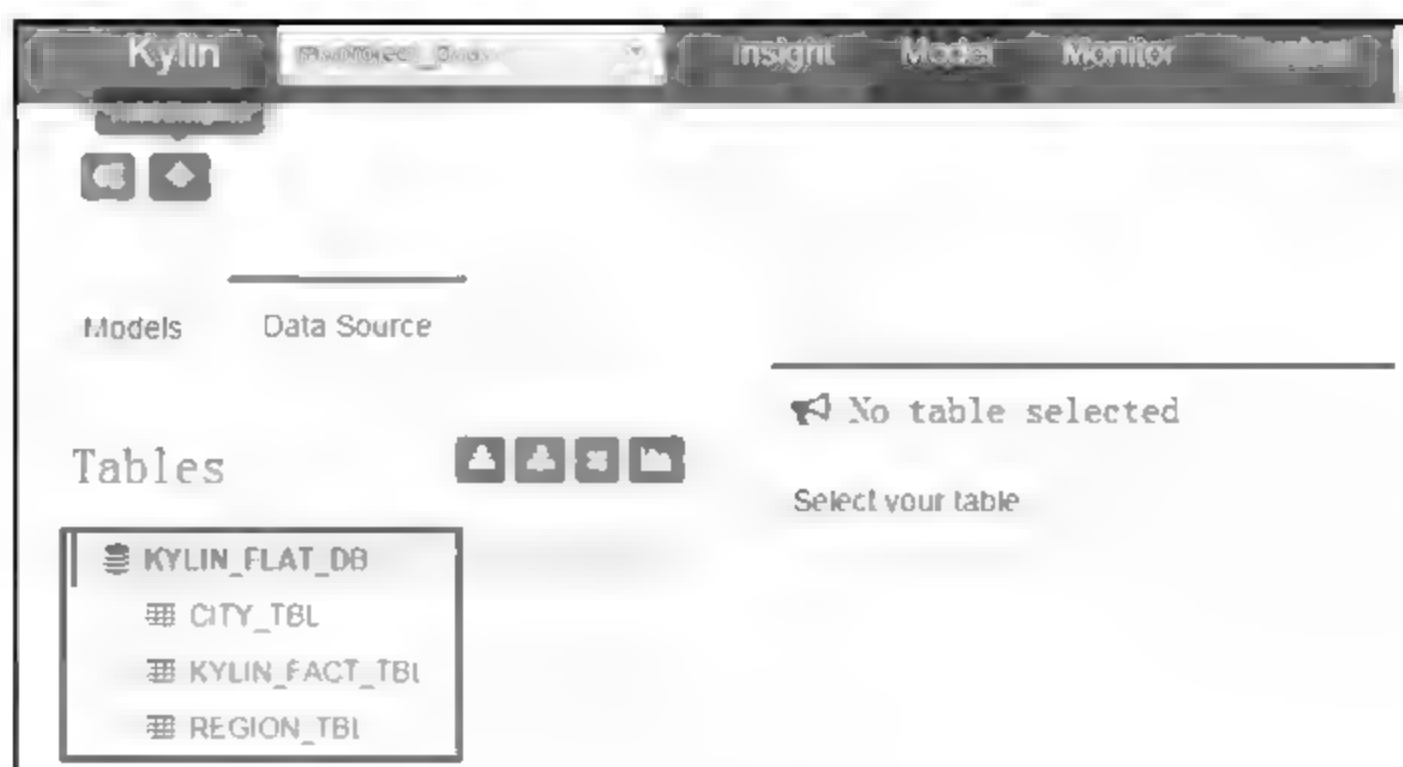 Kylin Insight Model Monitor
Models Data Source
No table selected
Tables
Select your table
KYLIN_FLAT_DB
CITY_TBL
KYLIN_FACT_TBL
REGION_TBL